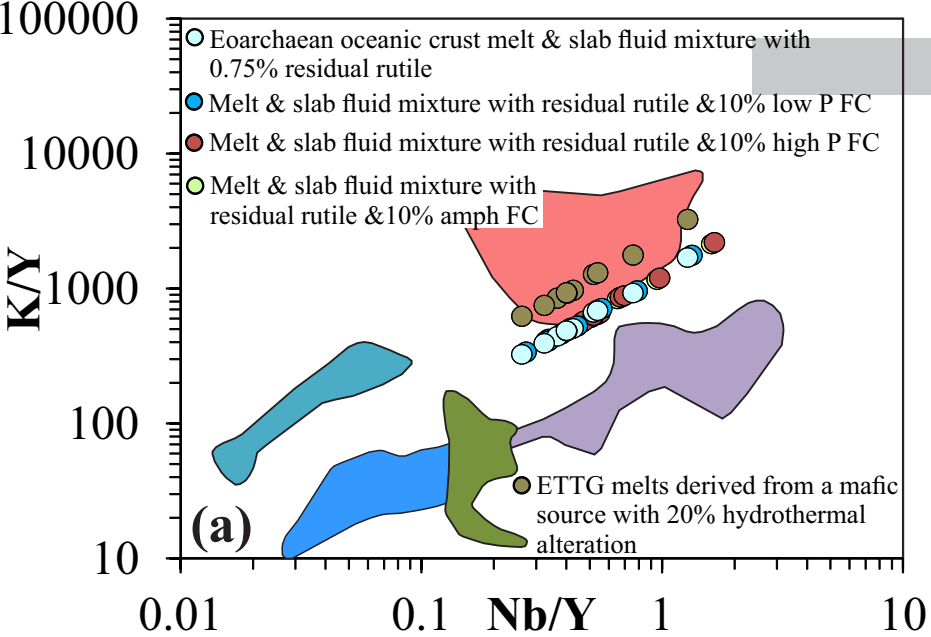 100000
Eoarchaean oceanic crust melt & slab fluid mixture with
0.75% residual rutile
Melt & slab fluid mixture with residual rutile &10% low P FC
Melt & slab fluid mixture with residual rutile &10% high P FC
10000
Melt & slab fluid mixture with
residual rutile &10% amph FC
K/Y
1000
100
ETTG melts derived from a mafic
source with 20% hydrothermal
alteration
(a)
10
0.01
0.1
Nb/Y
1
10